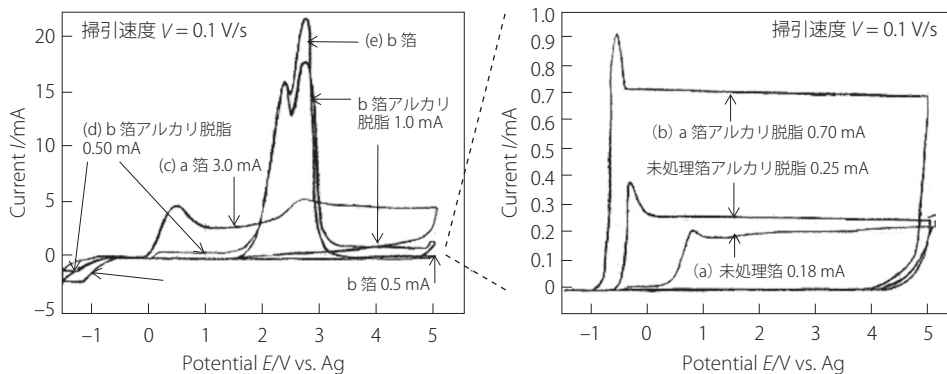 掃引速度 V = 0.1 V/s
(e) b 箔
b 箔アルカリ
脱脂 1.0 mA
(d) b 箔アルカリ脱脂
0.50 mA
(c) a 箔 3.0 mA
b 箔 0.5 mA
Current I/mA
20
15
10
5
0
−5
−1
0
1
2
3
4
5
Potential E/V vs. Ag
掃引速度 V = 0.1 V/s
(b) a 箔アルカリ脱脂 0.70 mA
未処理箔アルカリ脱脂 0.25 mA
(a) 未処理箔 0.18 mA
Current I/mA
1.0
0.9
0.8
0.7
0.6
0.5
0.4
0.3
0.2
0.1
0
−1
0
1
2
3
4
5
Potential E/V vs. Ag